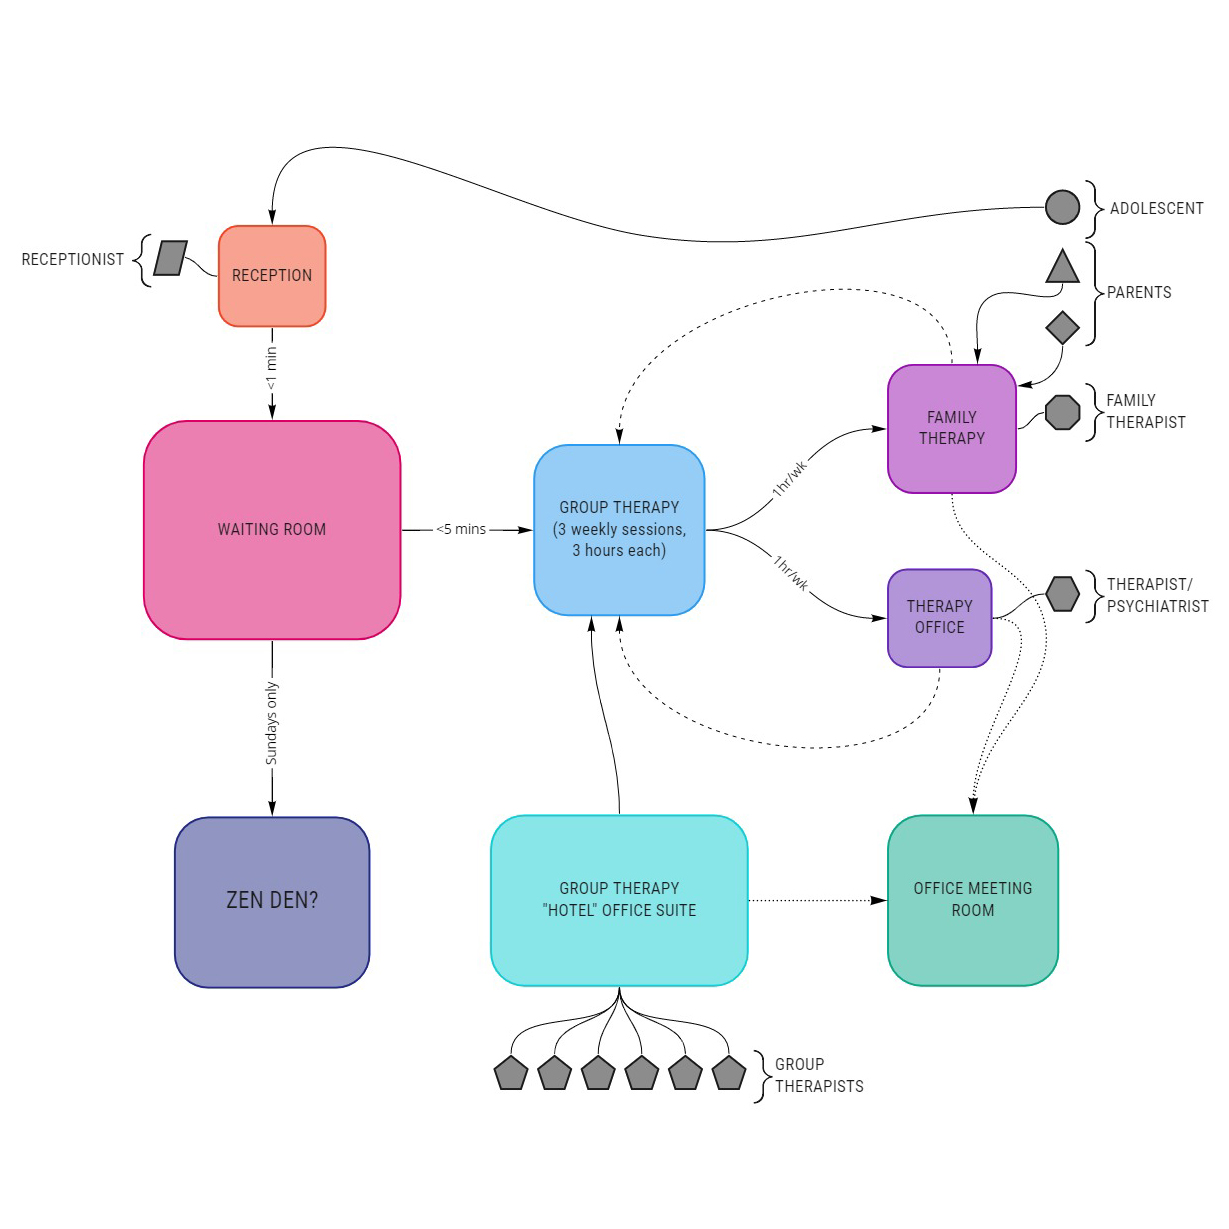 ADOLESCENT
RECEPTIONIST
RECEPTION
PARENTS
<1 min
FAMILY
THERAPIST
FAMILY
THERAPY
1hr/wk
WAITING ROOM
<5 mins
GROUP THERAPY
(3 weekly sessions,
3 hours each)
1hr/wk
THERAPY
OFFICE
THERAPIST/
PSYCHIATRIST
Sundays only
ZEN DEN?
GROUP THERAPY
"HOTEL" OFFICE SUITE
OFFICE MEETING
ROOM
GROUP
THERAPISTS